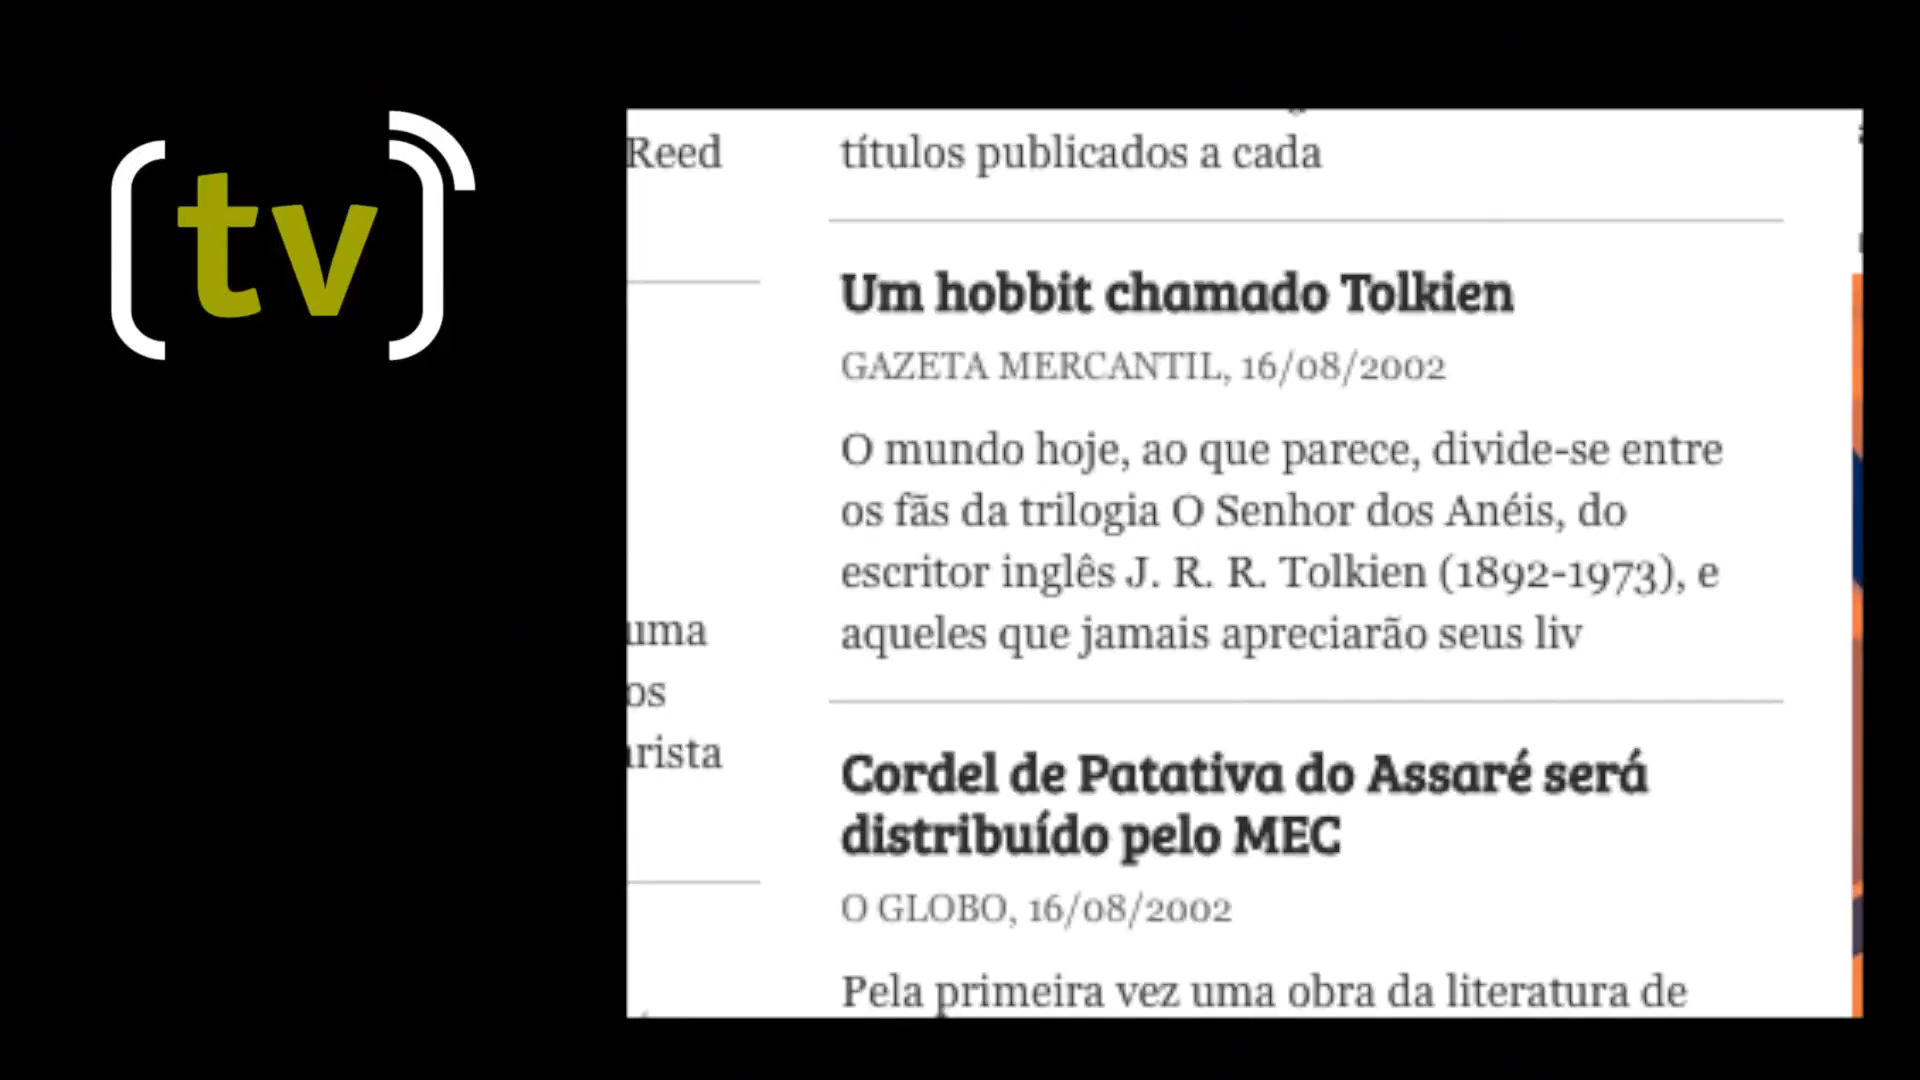 tv
Reed
uma
os
títulos publicados a cada
Um hobbit chamado Tolkien
GAZETA MERCANTIL, 16/08/2002
O mundo hoje, ao que parece, divide-se entre
os fãs da trilogia O Senhor dos Anéis, do
escritor inglês J. R. R. Tolkien (1892-1973), e
aqueles que jamais apreciarão seus liv
Cordel de Patativa do Assaré será
distribuído pelo MEC
O GLOBO, 16/08/2002
Pela primeira vez uma obra da literatura de